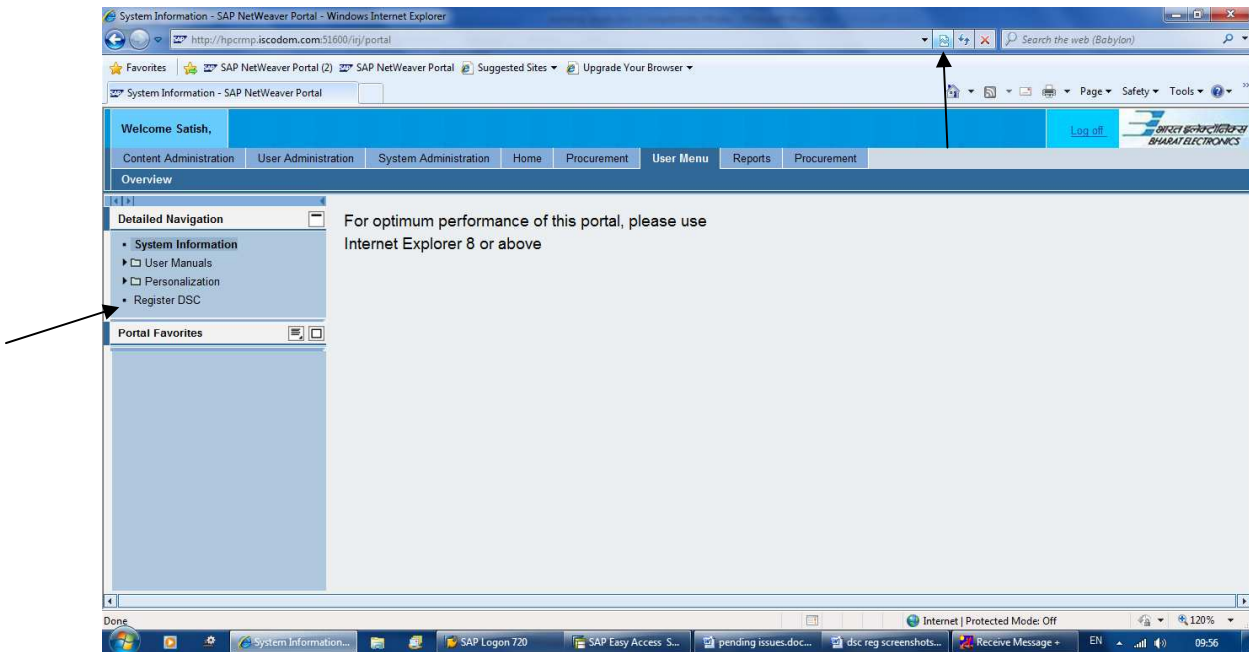 System Information - SAP NetWeaver Portal - Windows Internet Explorer
http://hpcrmp.iscodom.com:51600/irj/portal
Search the web (Babylon)
Favorites SAP NetWeaver Portal (2) SAP NetWeaver Portal Suggested Sites Upgrade Your Browser
System Information - SAP NetWeaver Portal
Page Safety Tools
Welcome Satish,
Log off
भारत इलेक्ट्रॉनिक्स
BHARAT ELECTRONICS
Content Administration User Administration System Administration Home Procurement User Menu Reports Procurement
Overview
Detailed Navigation
For optimum performance of this portal, please use
Internet Explorer 8 or above
System Information
User Manuals
Personalization
Register DSC
Portal Favorites
Done
Internet | Protected Mode: Off
120%
System Information... SAP Logon 720 SAP Easy Access S... pending issues.doc... dsc reg screenshots... Receive Message + EN 09:56